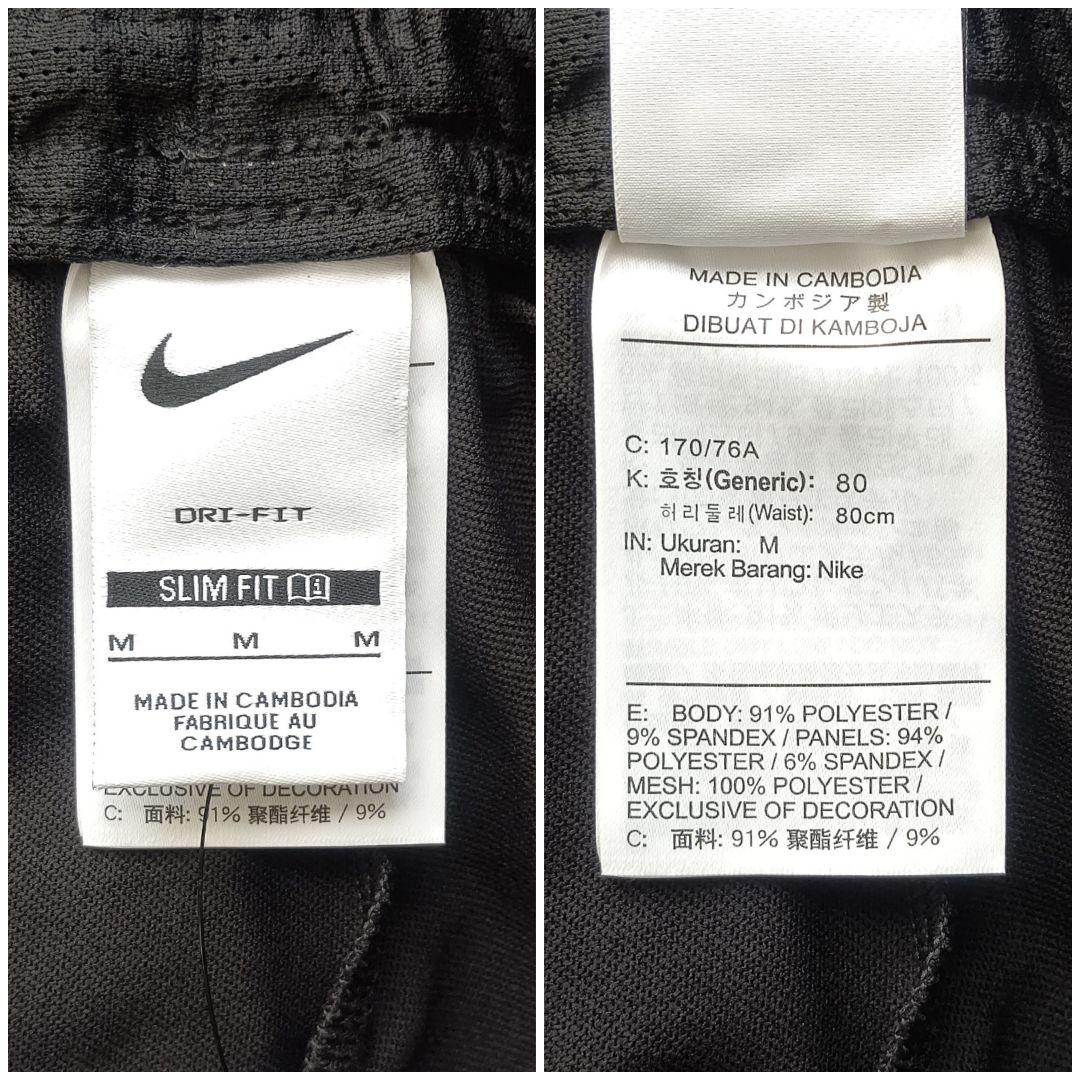 DRI-FIT
SLIM FIT
M M M
MADE IN CAMBODIA
FABRIQUE AU
CAMBODGE
EXCLUSIVE OF DECORATION
C: 面料: 91% 聚酯纤维 / 9%
MADE IN CAMBODIA
カンボジア製
DIBUAT DI KAMBOJA
C: 170/76A
K: 호칭(Generic): 80
허리둘레(Waist): 80cm
IN: Ukuran: M
Merek Barang: Nike
E: BODY: 91% POLYESTER /
9% SPANDEX / PANELS: 94%
POLYESTER / 6% SPANDEX /
MESH: 100% POLYESTER /
EXCLUSIVE OF DECORATION
C: 面料: 91% 聚酯纤维 / 9%